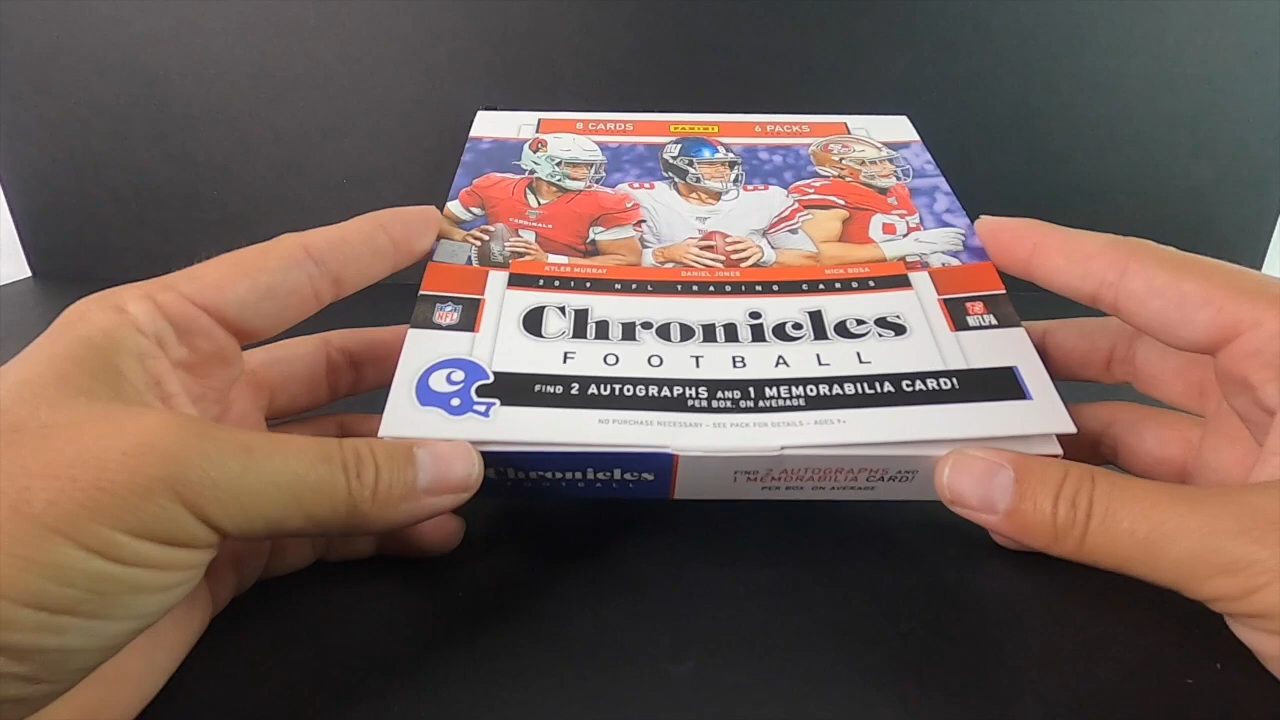 8 CARDS PANINI 6 PACKS
CARDINALS
KYLER MURRAY DANIEL JONES NICK BOSA
2019 NFL TRADING CARDS
NFL NFLPA
Chronicles
FOOTBALL
FIND 2 AUTOGRAPHS AND 1 MEMORABILIA CARD!
PER BOX, ON AVERAGE
NO PURCHASE NECESSARY – SEE PACK FOR DETAILS – AGES 9+
Chronicles
FOOTBALL
FIND 2 AUTOGRAPHS AND
1 MEMORABILIA CARD!
PER BOX, ON AVERAGE